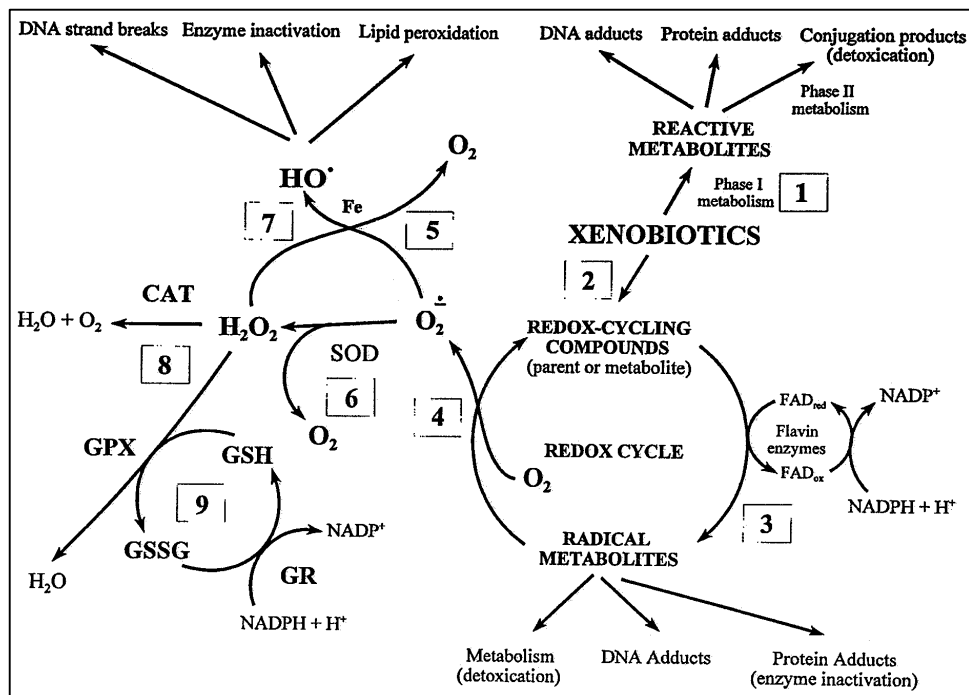 DNA strand breaks
Enzyme inactivation
Lipid peroxidation
DNA adducts
Protein adducts
Conjugation products
(detoxication)
Phase II
metabolism
REACTIVE
METABOLITES
O2
HO•
Fe
7
5
Phase I
metabolism
1
XENOBIOTICS
2
CAT
H2O + O2
H2O2
O2•−
SOD
8
6
O2
REDOX-CYCLING
COMPOUNDS
(parent or metabolite)
4
FADred
NADP+
Flavin
enzymes
FADox
NADPH + H+
REDOX CYCLE
O2
3
GPX
GSH
9
GSSG
NADP+
GR
H2O
NADPH + H+
RADICAL
METABOLITES
Metabolism
(detoxication)
DNA Adducts
Protein Adducts
(enzyme inactivation)